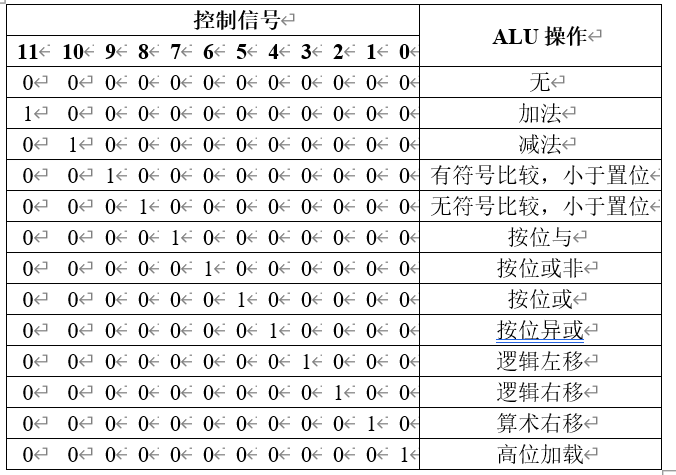 控制信号 ALU 操作
11 10 9 8 7 6 5 4 3 2 1 0
0 0 0 0 0 0 0 0 0 0 0 0 无
1 0 0 0 0 0 0 0 0 0 0 0 加法
0 1 0 0 0 0 0 0 0 0 0 0 减法
0 0 1 0 0 0 0 0 0 0 0 0 有符号比较，小于置位
0 0 0 1 0 0 0 0 0 0 0 0 无符号比较，小于置位
0 0 0 0 1 0 0 0 0 0 0 0 按位与
0 0 0 0 0 1 0 0 0 0 0 0 按位或非
0 0 0 0 0 0 1 0 0 0 0 0 按位或
0 0 0 0 0 0 0 1 0 0 0 0 按位异或
0 0 0 0 0 0 0 0 1 0 0 0 逻辑左移
0 0 0 0 0 0 0 0 0 1 0 0 逻辑右移
0 0 0 0 0 0 0 0 0 0 1 0 算术右移
0 0 0 0 0 0 0 0 0 0 0 1 高位加载